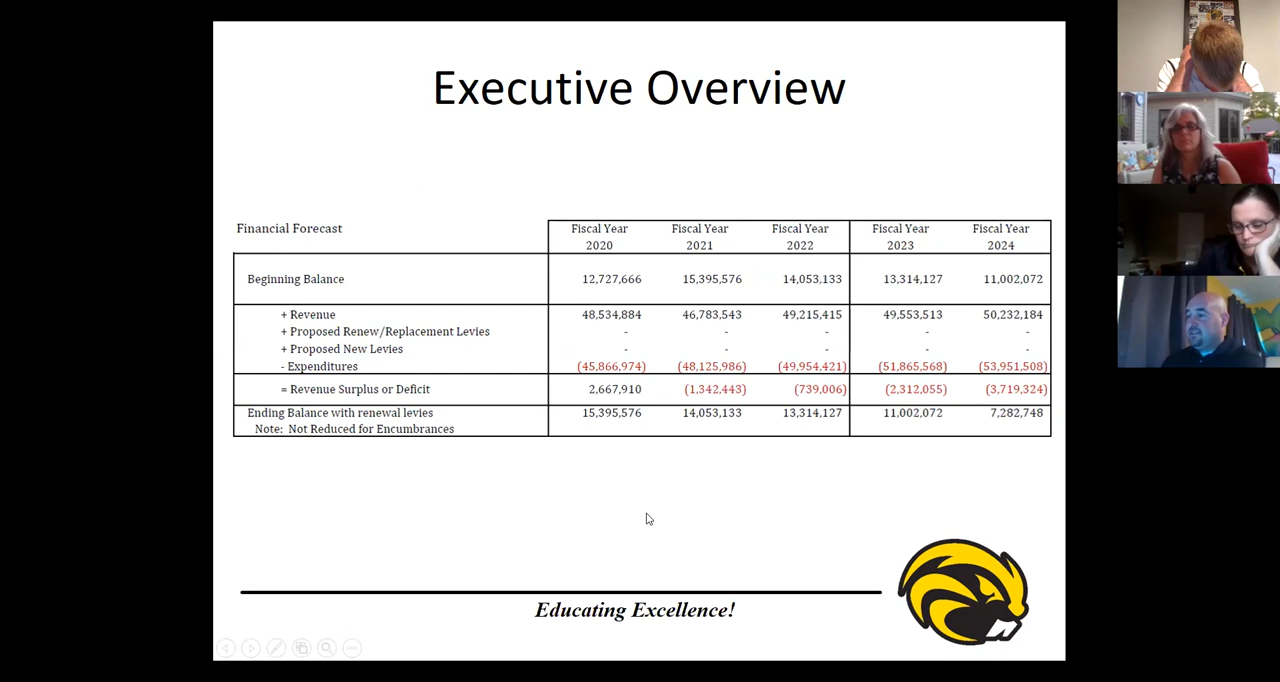 Executive Overview
Financial Forecast
Fiscal Year 2020
Fiscal Year 2021
Fiscal Year 2022
Fiscal Year 2023
Fiscal Year 2024
Beginning Balance 12,727,666 15,395,576 14,053,133 13,314,127 11,002,072
+ Revenue 48,534,884 46,783,543 49,215,415 49,553,513 50,232,184
+ Proposed Renew/Replacement Levies - - - - -
+ Proposed New Levies - - - - -
- Expenditures (45,866,974) (48,125,986) (49,954,421) (51,865,568) (53,951,508)
= Revenue Surplus or Deficit 2,667,910 (1,342,443) (739,006) (2,312,055) (3,719,324)
Ending Balance with renewal levies 15,395,576 14,053,133 13,314,127 11,002,072 7,282,748
Note: Not Reduced for Encumbrances
Educating Excellence!